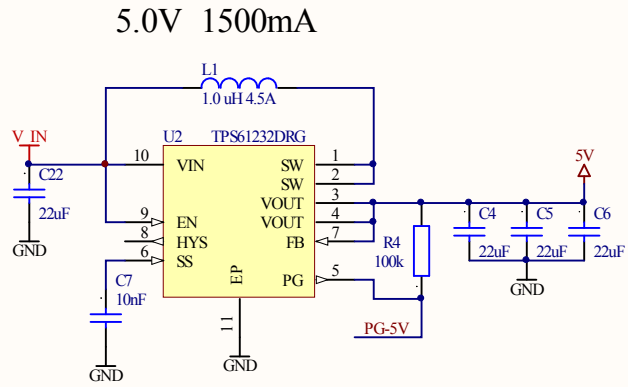 5.0V 1500mA
L1
1.0 uH 4.5A
U2 TPS61232DRG
V_IN
10 VIN SW 1
SW 2
VOUT 3
VOUT 4
9 EN
8 HYS FB 7
6 SS
EP
PG 5
11
C22
22uF
GND
C7
10nF
GND
GND
R4
100k
PG-5V
5V
C4
22uF
C5
22uF
C6
22uF
GND